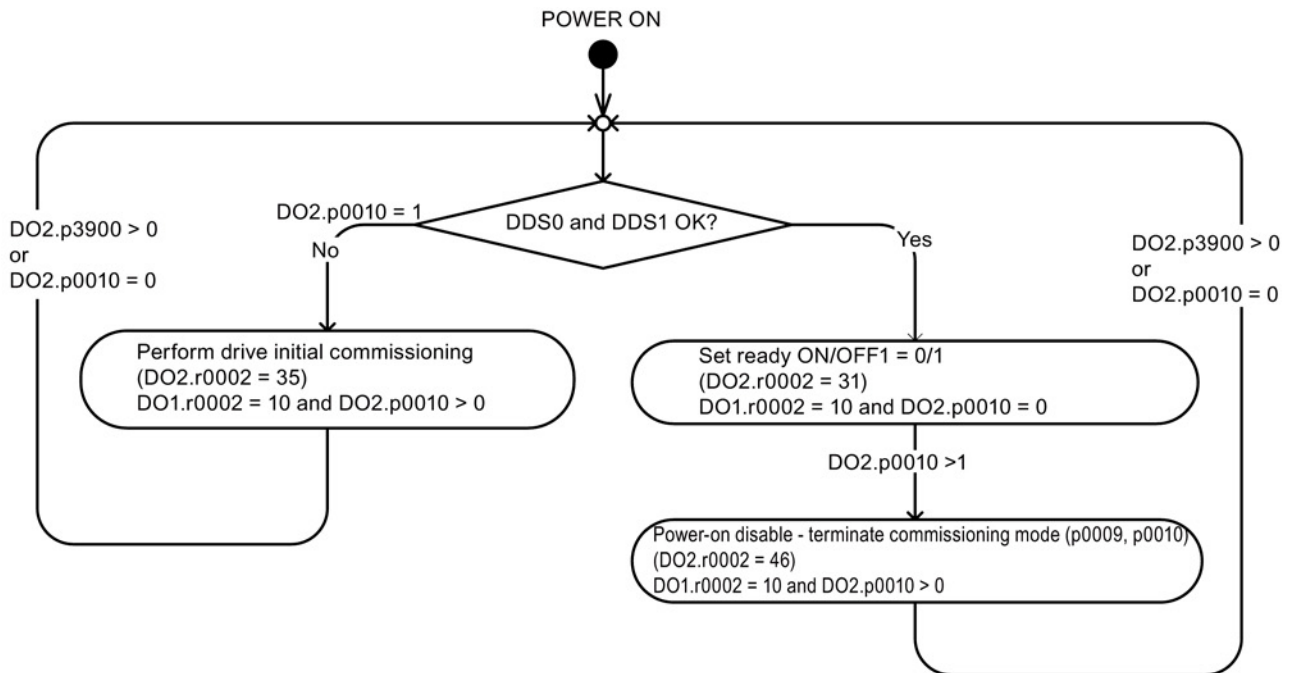 POWER ON
DDS0 and DDS1 OK?
DO2.p0010 = 1
No
Yes
DO2.p3900 > 0
or
DO2.p0010 = 0
DO2.p3900 > 0
or
DO2.p0010 = 0
Perform drive initial commissioning
(DO2.r0002 = 35)
DO1.r0002 = 10 and DO2.p0010 > 0
Set ready ON/OFF1 = 0/1
(DO2.r0002 = 31)
DO1.r0002 = 10 and DO2.p0010 = 0
DO2.p0010 >1
Power-on disable - terminate commissioning mode (p0009, p0010)
(DO2.r0002 = 46)
DO1.r0002 = 10 and DO2.p0010 > 0